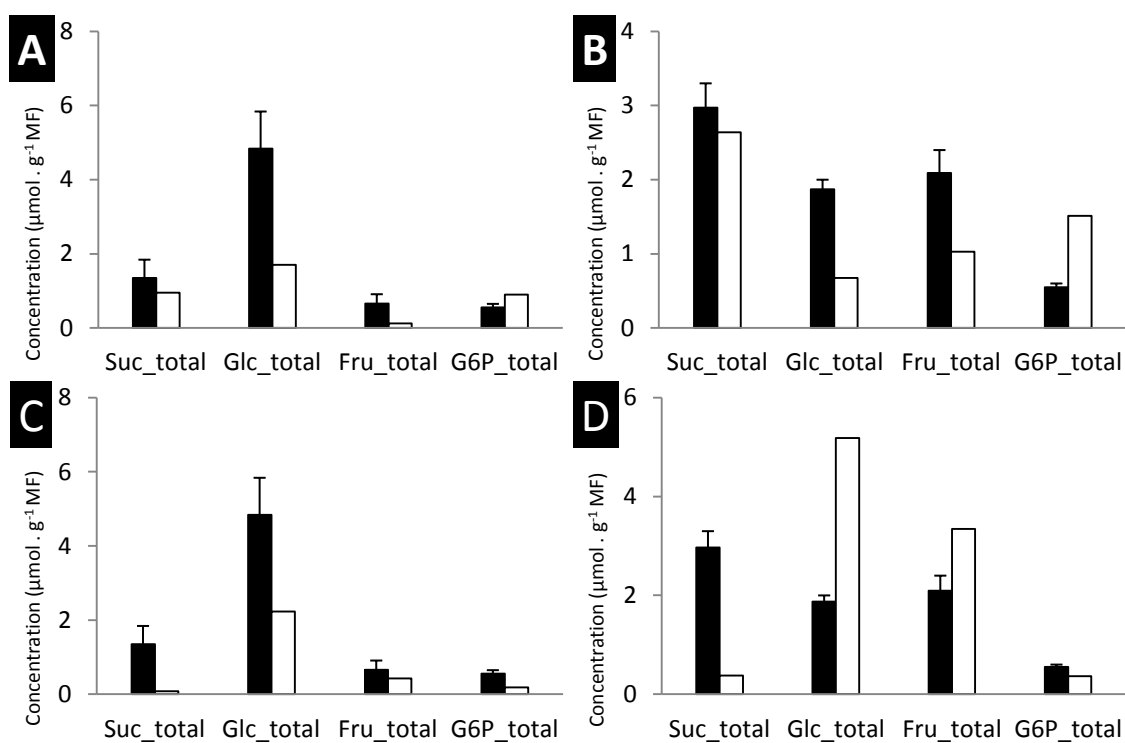 A
Concentration (µmol . g⁻¹ MF)
8
6
4
2
0
Suc_total Glc_total Fru_total G6P_total
B
Concentration (µmol . g⁻¹ MF)
4
3
2
1
0
Suc_total Glc_total Fru_total G6P_total
C
Concentration (µmol . g⁻¹ MF)
8
6
4
2
0
Suc_total Glc_total Fru_total G6P_total
D
Concentration (µmol . g⁻¹ MF)
6
4
2
0
Suc_total Glc_total Fru_total G6P_total